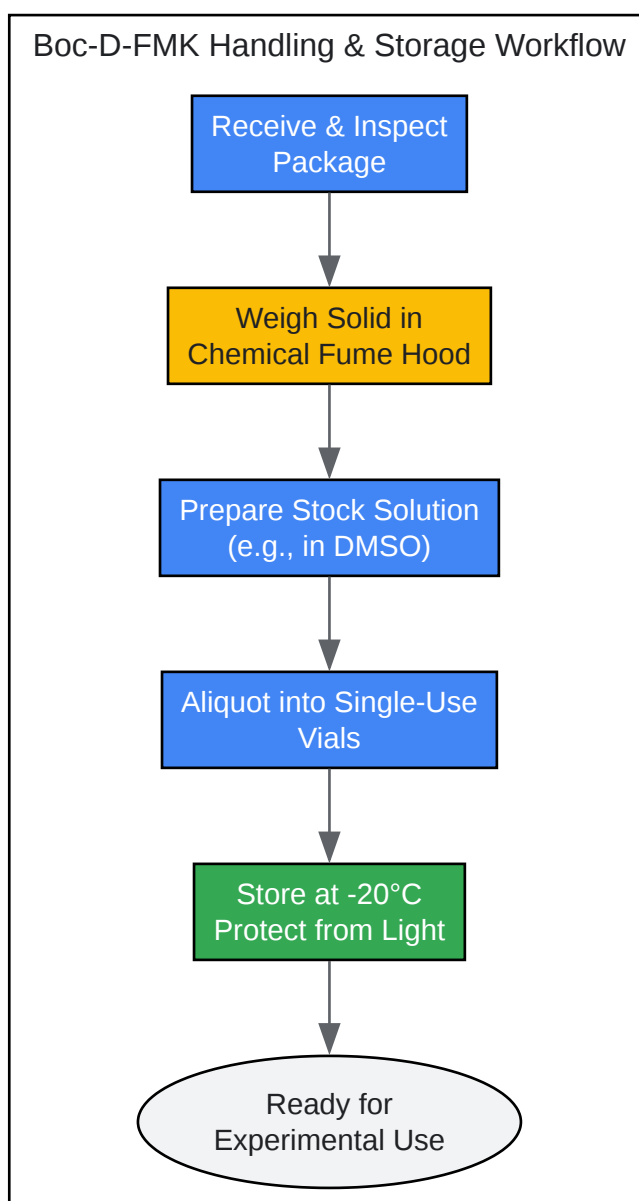 Boc-D-FMK Handling & Storage Workflow
Receive & Inspect
Package
Weigh Solid in
Chemical Fume Hood
Prepare Stock Solution
(e.g., in DMSO)
Aliquot into Single-Use
Vials
Store at -20°C
Protect from Light
Ready for
Experimental Use